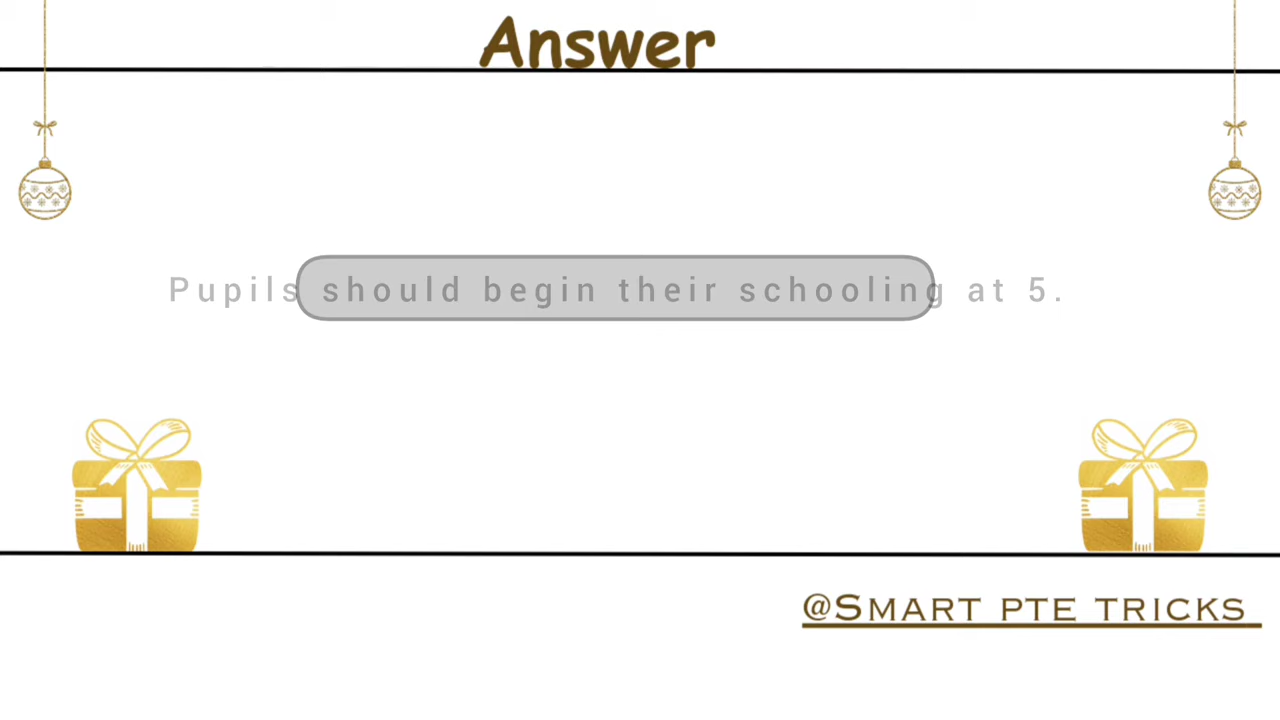 Answer
Pupils should begin their schooling at 5.
@SMART PTE TRICKS